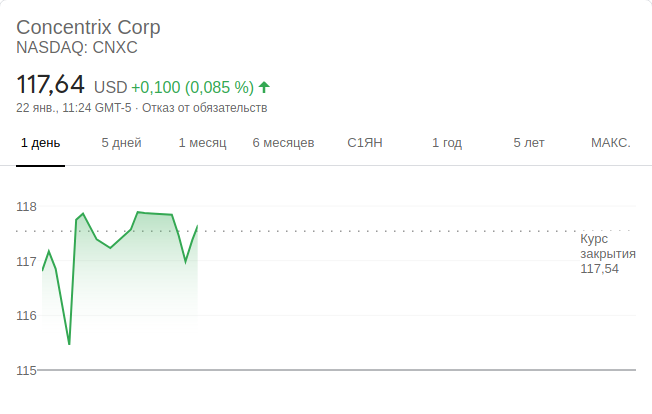 Concentrix Corp
NASDAQ: CNXC
117,64 USD +0,100 (0,085 %)
22 янв., 11:24 GMT-5 · Отказ от обязательств
1 день 5 дней 1 месяц 6 месяцев С1ЯН 1 год 5 лет МАКС.
118
Курс
закрытия
117,54
117
116
115